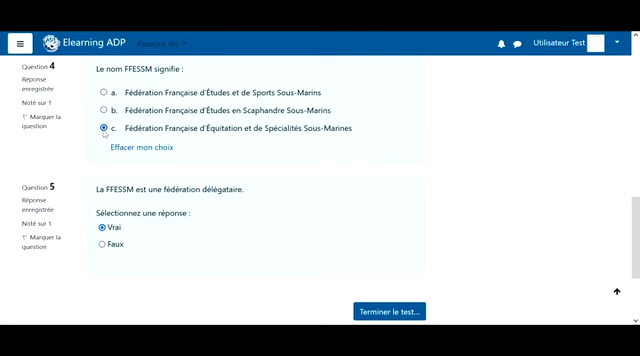 Elearning ADP
Français (fr)
Utilisateur Test
Question 4
Réponse
enregistrée
Noté sur 1
Marquer la
question
Le nom FFESSM signifie :
a. Fédération Française d'Études et de Sports Sous-Marins
b. Fédération Française d'Études en Scaphandre Sous-Marins
c. Fédération Française d'Équitation et de Spécialités Sous-Marines
Effacer mon choix
Question 5
Réponse
enregistrée
Noté sur 1
Marquer la
question
La FFESSM est une fédération délégataire.
Sélectionnez une réponse :
Vrai
Faux
Terminer le test...